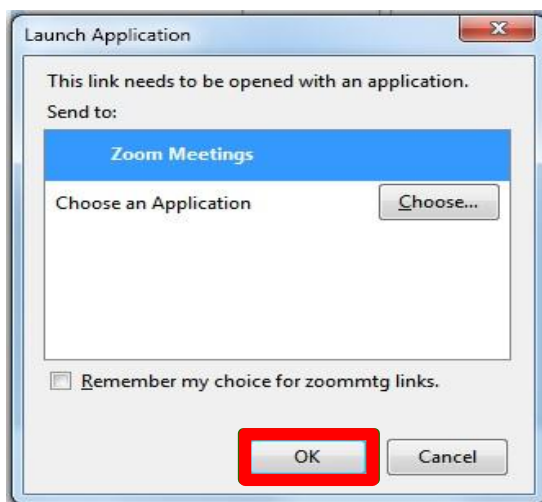 Launch Application
This link needs to be opened with an application.
Send to:
Zoom Meetings
Choose an Application
Choose...
Remember my choice for zoommtg links.
OK
Cancel